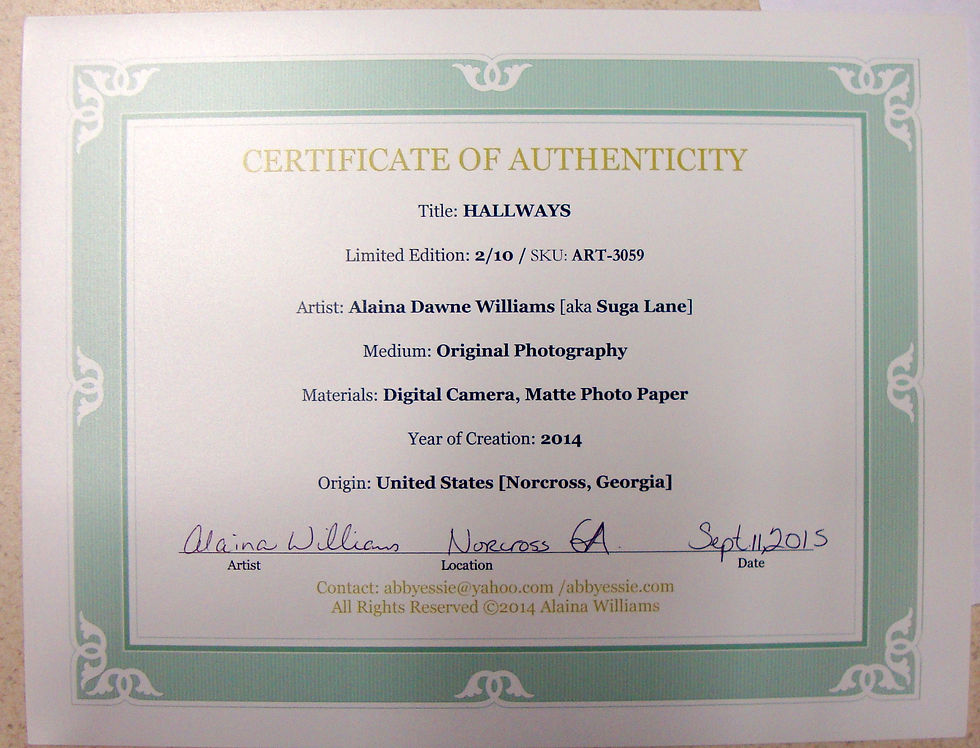 CERTIFICATE OF AUTHENTICITY
Title: HALLWAYS
Limited Edition: 2/10 / SKU: ART-3059
Artist: Alaina Dawne Williams [aka Suga Lane]
Medium: Original Photography
Materials: Digital Camera, Matte Photo Paper
Year of Creation: 2014
Origin: United States [Norcross, Georgia]
Alaina Williams Norcross GA. Sept.11,2015
Artist Location Date
Contact: abbyessie@yahoo.com /abbyessie.com
All Rights Reserved ©2014 Alaina Williams